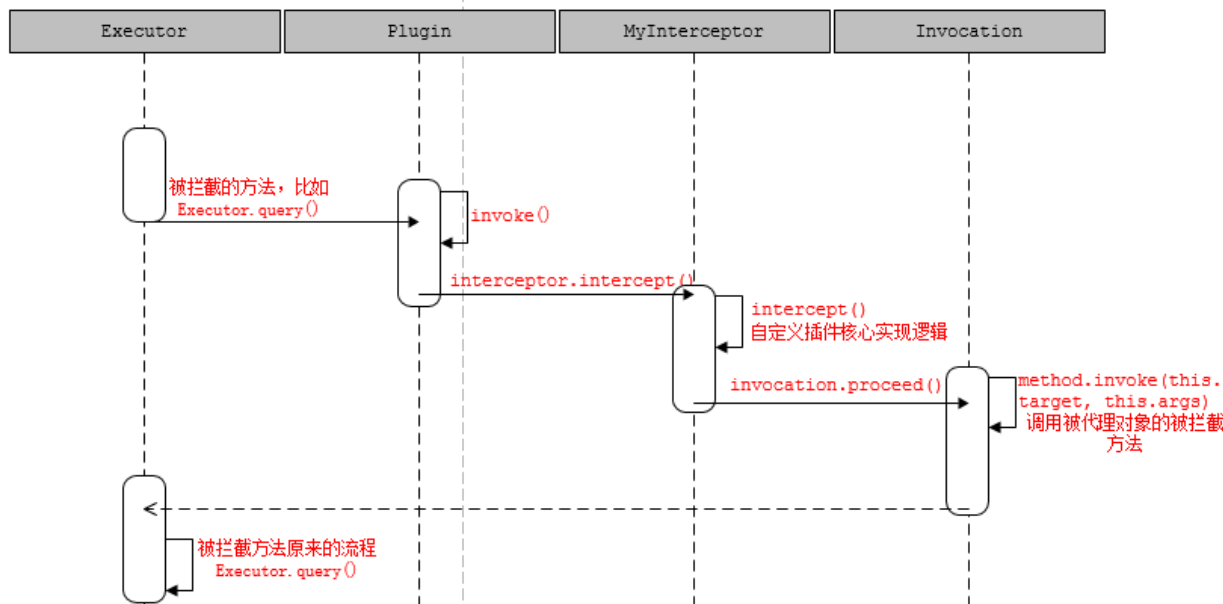 Executor
Plugin
MyInterceptor
Invocation
被拦截的方法，比如
Executor.query()
invoke()
interceptor.intercept()
intercept()
自定义插件核心实现逻辑
invocation.proceed()
method.invoke(this.
target, this.args)
调用被代理对象的被拦截
方法
被拦截方法原来的流程
Executor.query()